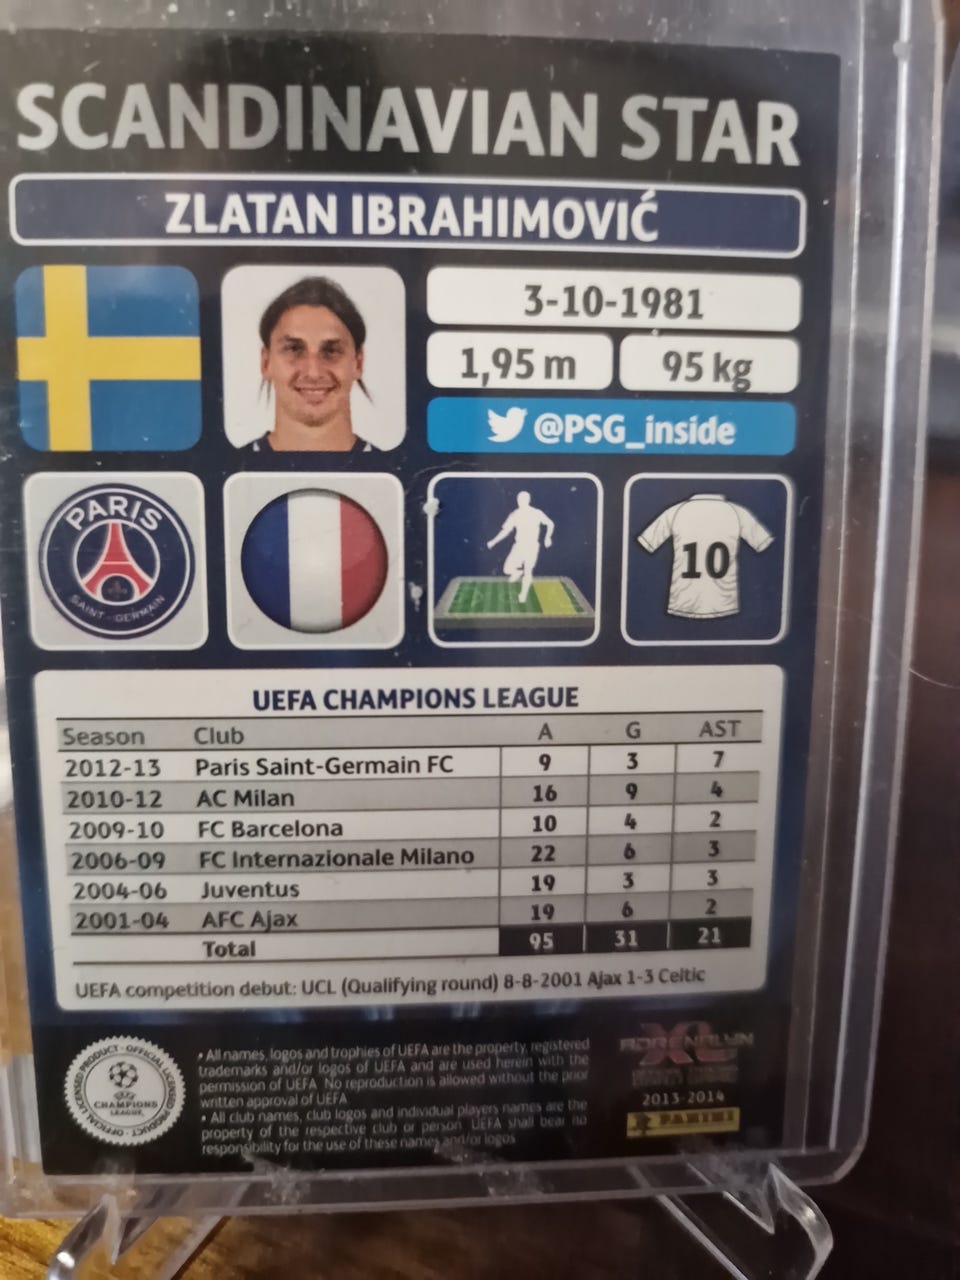 SCANDINAVIAN STAR
ZLATAN IBRAHIMOVIĆ
3-10-1981
1,95 m 95 kg
@PSG_inside
PARIS
SAINT-GERMAIN
10
UEFA CHAMPIONS LEAGUE
Season Club A G AST
2012-13 Paris Saint-Germain FC 9 3 7
2010-12 AC Milan 16 9 4
2009-10 FC Barcelona 10 4 2
2006-09 FC Internazionale Milano 22 6 3
2004-06 Juventus 19 3 3
2001-04 AFC Ajax 19 6 2
Total 95 31 21
UEFA competition debut: UCL (Qualifying round) 8-8-2001 Ajax 1-3 Celtic
OFFICIAL LICENSED PRODUCT · OFFICIAL LICENSED PRODUCT ·
UEFA
CHAMPIONS
LEAGUE
• All names, logos and trophies of UEFA are the property, registered
trademarks and/or logos of UEFA and are used herein with the
permission of UEFA. No reproduction is allowed without the prior
written approval of UEFA
• All club names, club logos and individual players names are the
property of the respective club or person. UEFA shall bear no
responsibility for the use of these names and/or logos
ADRENALYN
XL
2013-2014
PANINI